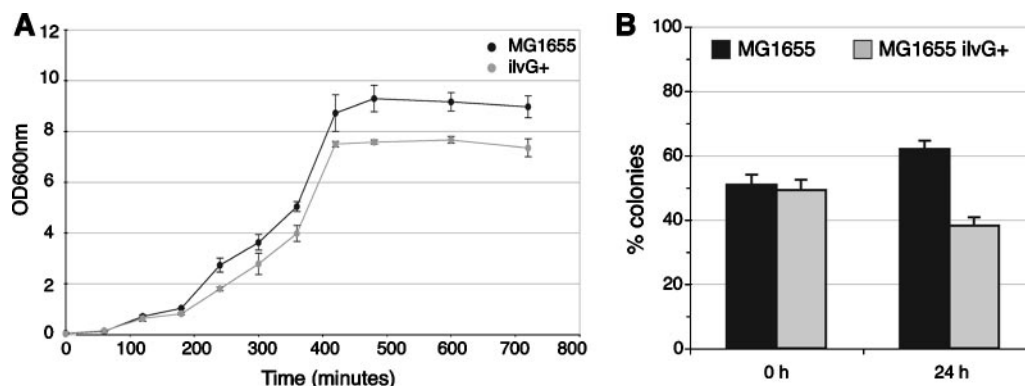 A
OD600nm
12
10
8
6
4
2
0
MG1655
ilvG+
0 100 200 300 400 500 600 700 800
Time (minutes)
B
% colonies
100
80
60
40
20
0
MG1655 MG1655 ilvG+
0 h 24 h